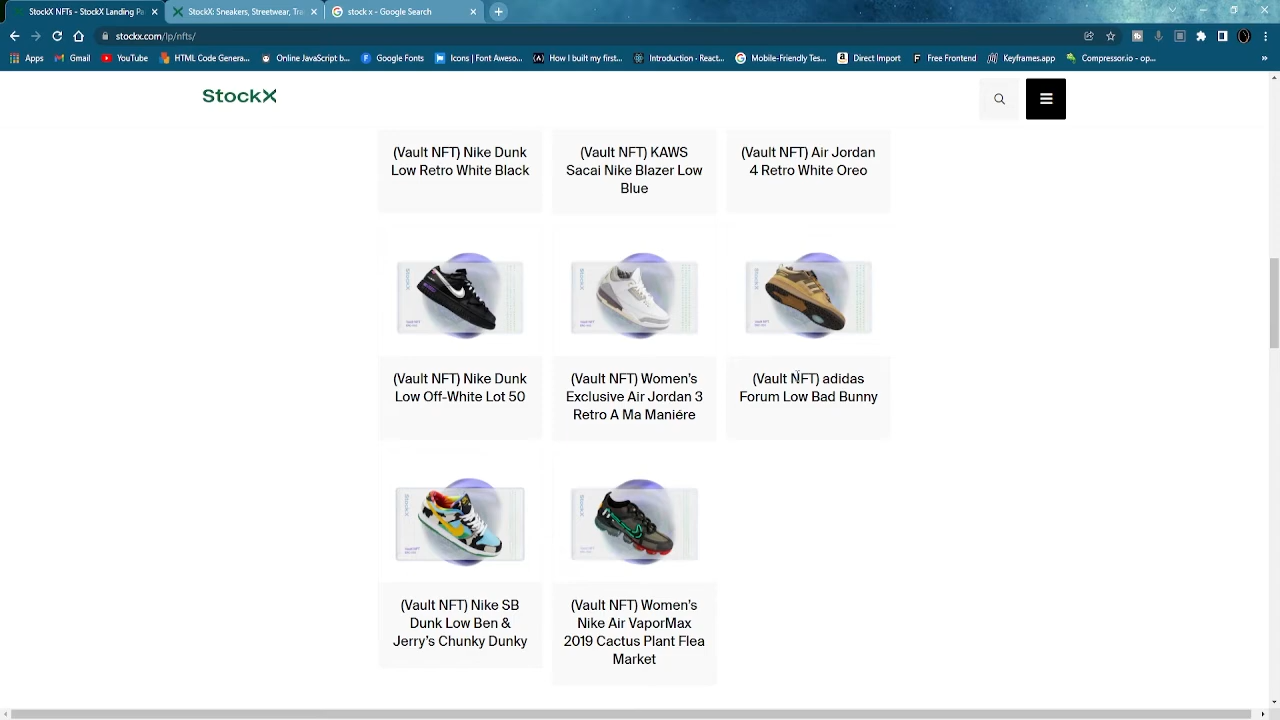 StockX NFTs – StockX Landing Pa
StockX: Sneakers, Streetwear, Tra
stock x - Google Search
stockx.com/lp/nfts/
Apps
Gmail
YouTube
HTML Code Genera...
Online JavaScript b...
Google Fonts
Icons | Font Aweso...
How I built my first...
Introduction - React...
Mobile-Friendly Tes...
Direct Import
Free Frontend
Keyframes.app
Compressor.io - op...
»
StockX
(Vault NFT) Nike Dunk
Low Retro White Black
(Vault NFT) KAWS
Sacai Nike Blazer Low
Blue
(Vault NFT) Air Jordan
4 Retro White Oreo
StockX
StockX
StockX
(Vault NFT) Nike Dunk
Low Off-White Lot 50
(Vault NFT) Women's
Exclusive Air Jordan 3
Retro A Ma Maniére
(Vault NFT) adidas
Forum Low Bad Bunny
StockX
StockX
(Vault NFT) Nike SB
Dunk Low Ben &
Jerry's Chunky Dunky
(Vault NFT) Women's
Nike Air VaporMax
2019 Cactus Plant Flea
Market